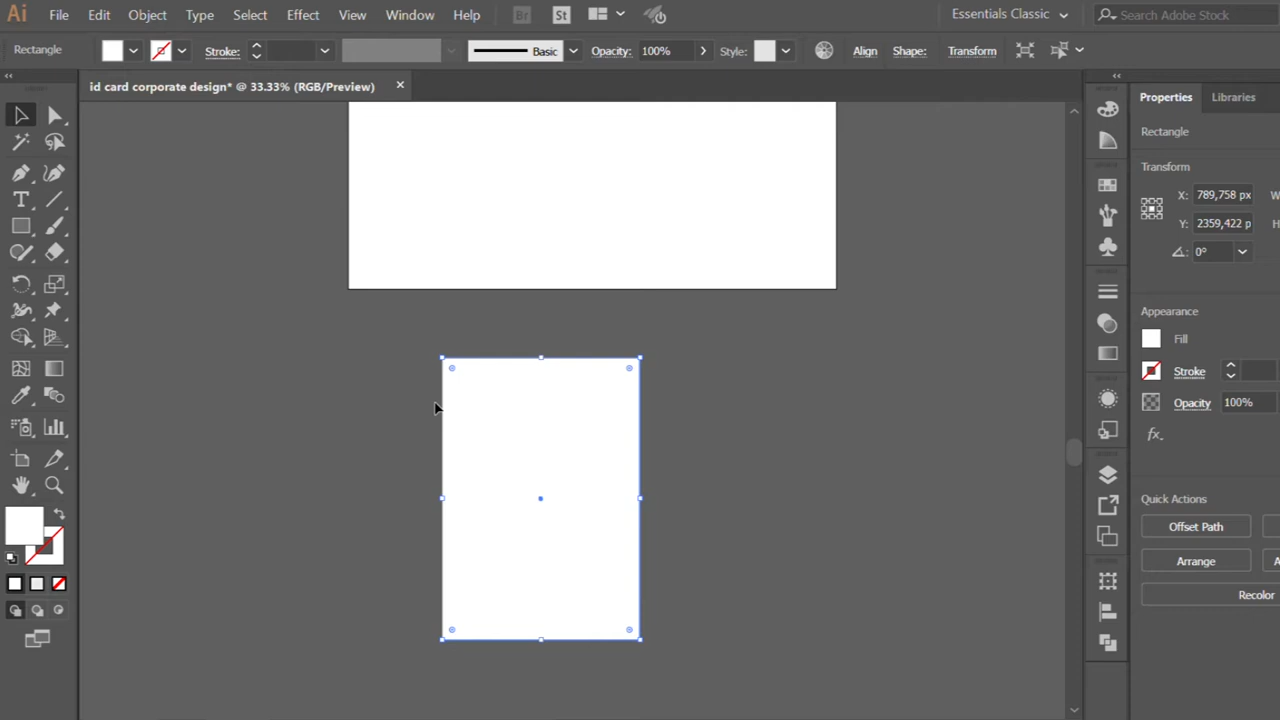 Ai File Edit Object Type Select Effect View Window Help Br St Essentials Classic Search Adobe Stock
Rectangle Stroke: Basic Opacity: 100% Style: Align Shape: Transform
id card corporate design* @ 33.33% (RGB/Preview)
Properties Libraries
Rectangle
Transform
X: 789,758 px W
Y: 2359,422 p H
0°
Appearance
Fill
Stroke
Opacity 100%
fx
Quick Actions
Offset Path
Arrange A
Recolor